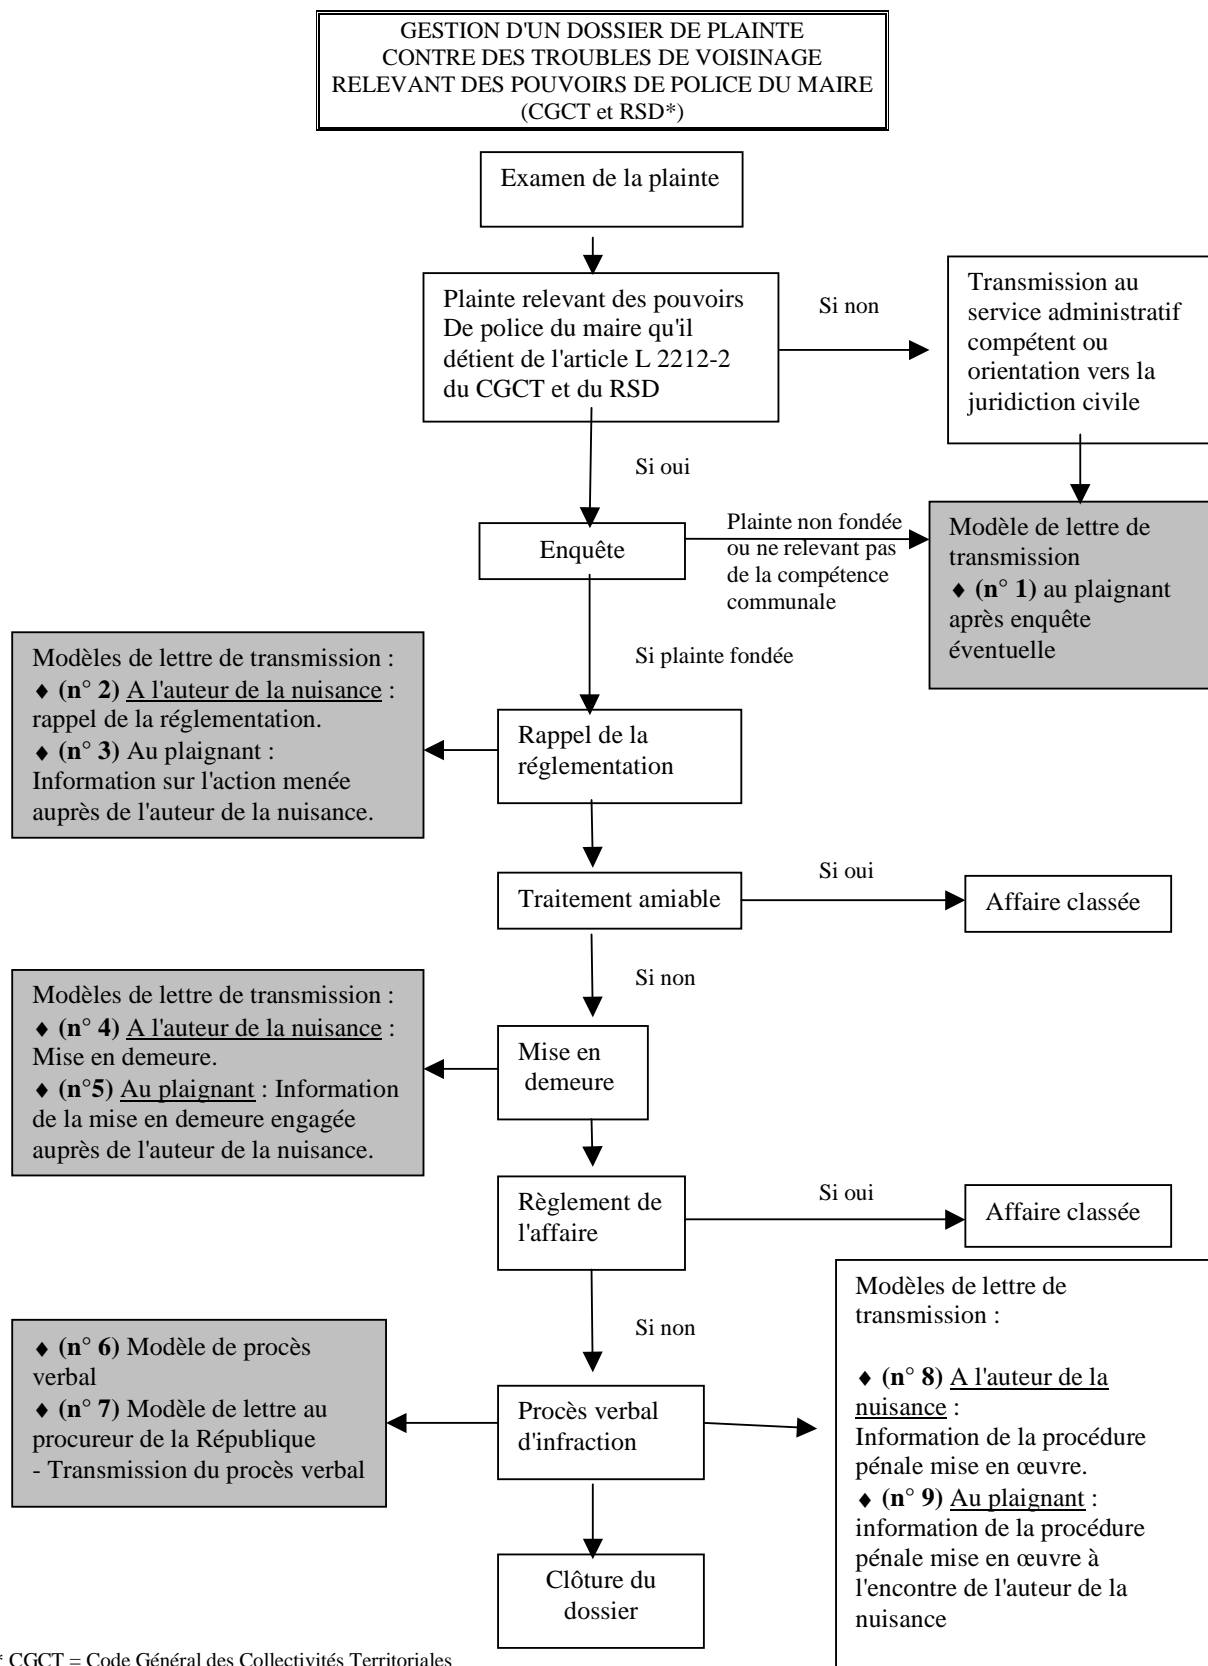 GESTION D'UN DOSSIER DE PLAINTE
CONTRE DES TROUBLES DE VOISINAGE
RELEVANT DES POUVOIRS DE POLICE DU MAIRE
(CGCT et RSD*)
Examen de la plainte
Plainte relevant des pouvoirs
De police du maire qu'il
détient de l'article L 2212-2
du CGCT et du RSD
Si non
Transmission au
service administratif
compétent ou
orientation vers la
juridiction civile
Si oui
Enquête
Plainte non fondée
ou ne relevant pas
de la compétence
communale
Modèle de lettre de
transmission
♦ (n° 1) au plaignant
après enquête
éventuelle
Si plainte fondée
Modèles de lettre de transmission :
♦ (n° 2) A l'auteur de la nuisance :
rappel de la réglementation.
♦ (n° 3) Au plaignant :
Information sur l'action menée
auprès de l'auteur de la nuisance.
Rappel de la
réglementation
Traitement amiable
Si oui
Affaire classée
Si non
Modèles de lettre de transmission :
♦ (n° 4) A l'auteur de la nuisance :
Mise en demeure.
♦ (n°5) Au plaignant : Information
de la mise en demeure engagée
auprès de l'auteur de la nuisance.
Mise en
demeure
Règlement de
l'affaire
Si oui
Affaire classée
Si non
♦ (n° 6) Modèle de procès
verbal
♦ (n° 7) Modèle de lettre au
procureur de la République
- Transmission du procès verbal
Procès verbal
d'infraction
Modèles de lettre de
transmission :
♦ (n° 8) A l'auteur de la
nuisance :
Information de la procédure
pénale mise en œuvre.
♦ (n° 9) Au plaignant :
information de la procédure
pénale mise en œuvre à
l'encontre de l'auteur de la
nuisance
Clôture du
dossier
* CGCT = Code Général des Collectivités Territoriales